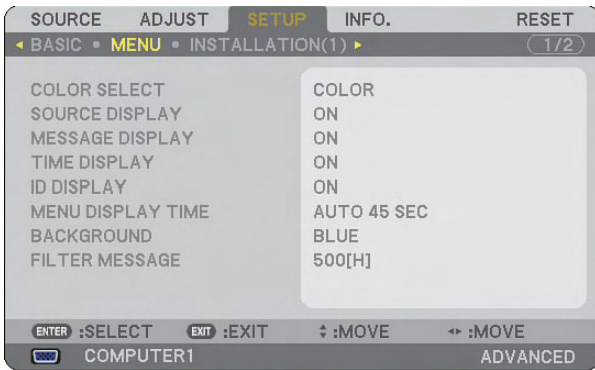 SOURCE ADJUST SETUP INFO. RESET
BASIC MENU INSTALLATION(1) 1/2
COLOR SELECT COLOR
SOURCE DISPLAY ON
MESSAGE DISPLAY ON
TIME DISPLAY ON
ID DISPLAY ON
MENU DISPLAY TIME AUTO 45 SEC
BACKGROUND BLUE
FILTER MESSAGE 500[H]
ENTER :SELECT EXIT :EXIT :MOVE :MOVE
COMPUTER1 ADVANCED